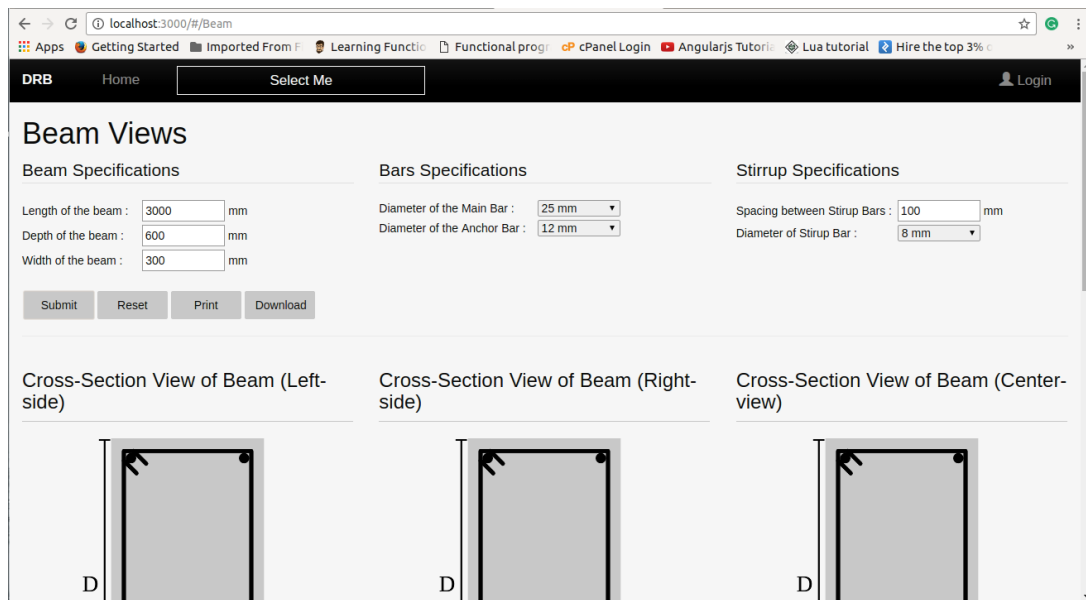 localhost:3000/#/Beam
Apps Getting Started Imported From F Learning Functio Functional progr cPanel Login Angularjs Tutoria Lua tutorial Hire the top 3% o »
DRB Home Select Me Login
Beam Views
Beam Specifications
Length of the beam : 3000 mm
Depth of the beam : 600 mm
Width of the beam : 300 mm
Bars Specifications
Diameter of the Main Bar : 25 mm
Diameter of the Anchor Bar : 12 mm
Stirrup Specifications
Spacing between Stirup Bars : 100 mm
Diameter of Stirup Bar : 8 mm
Submit Reset Print Download
Cross-Section View of Beam (Left-
side)
D
Cross-Section View of Beam (Right-
side)
D
Cross-Section View of Beam (Center-
view)
D